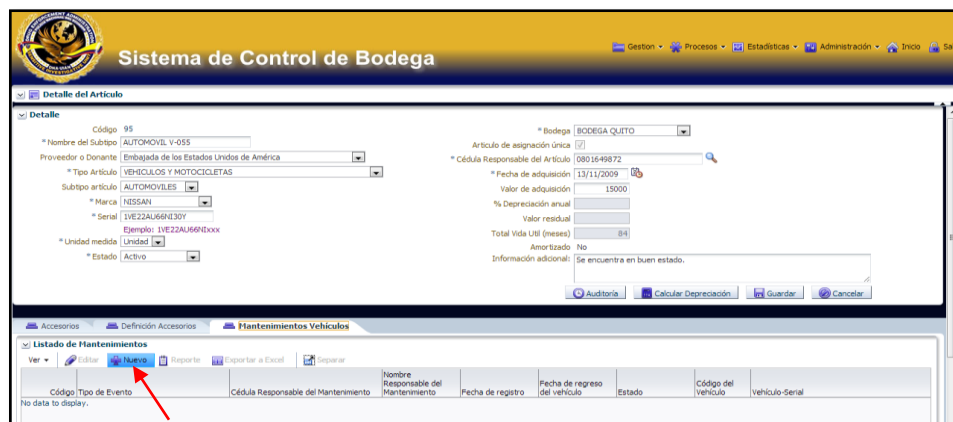 Sistema de Control de Bodega
Gestion Procesos Estadísticas Administración Inicio Sa
Detalle del Artículo
Detalle
Código 95
* Nombre del Subtipo AUTOMOVIL V-055
Proveedor o Donante Embajada de los Estados Unidos de América
* Tipo Artículo VEHICULOS Y MOTOCICLETAS
Subtipo artículo AUTOMOVILES
* Marca NISSAN
* Serial 1VE22AU66NI30Y
Ejemplo: 1VE22AU66NIxxx
* Unidad medida Unidad
* Estado Activo
* Bodega BODEGA QUITO
Articulo de asignación única
* Cédula Responsable del Artículo 0801649872
* Fecha de adquisición 13/11/2009
Valor de adquisición 15000
% Depreciación anual
Valor residual
Total Vida Util (meses) 84
Amortizado No
Información adicional: Se encuentra en buen estado.
Auditoría Calcular Depreciación Guardar Cancelar
Accesorios Definición Accesorios Mantenimientos Vehículos
Listado de Mantenimientos
Ver Editar Nuevo Reporte Exportar a Excel Separar
Código Tipo de Evento Cédula Responsable del Mantenimiento Nombre Responsable del Mantenimiento Fecha de registro Fecha de regreso del vehículo Estado Código del Vehículo Vehículo-Serial
No data to display.